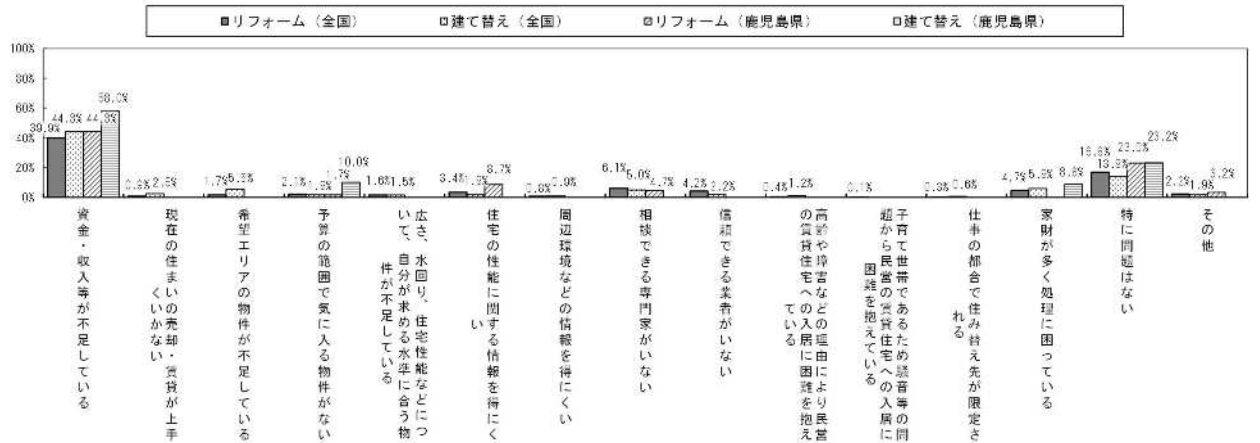 ■リフォーム（全国） 建て替え（全国） リフォーム（鹿児島県） 建て替え（鹿児島県）
100%
80%
60%
40%
20%
0%
39.9% 44.3% 44.3% 58.0%
2.6%
1.7% 5.5%
2.1% 1.7% 10.0%
1.6% 1.5%
3.4% 8.7%
0.8% 0.9%
6.1% 5.0% 4.7%
4.2% 2.2%
0.4% 1.2%
0.1%
0.3% 0.6%
4.7% 8.8%
23.2%
1.9% 3.2%
資金・収入等が不足している
現在の住まいの売却・賃貸が上手
くいかない
希望エリアの物件が不足している
予算の範囲で気に入る物件がない
広さ、水回り、住宅性能などにつ
いて、自分が求める水準に合う物
件が不足している
住宅の性能に関する情報を得にく
い
周辺環境などの情報を得にくい
相談できる専門家がいない
信頼できる業者がいない
高齢や障害などの理由により民営
の賃貸住宅への入居に困難を抱え
ている
子育て世帯であるため騒音等の問
題から民営の賃貸住宅への入居に
困難を抱えている
仕事の都合で住み替え先が限定さ
れる
家財が多く処理に困っている
特に問題はない
その他